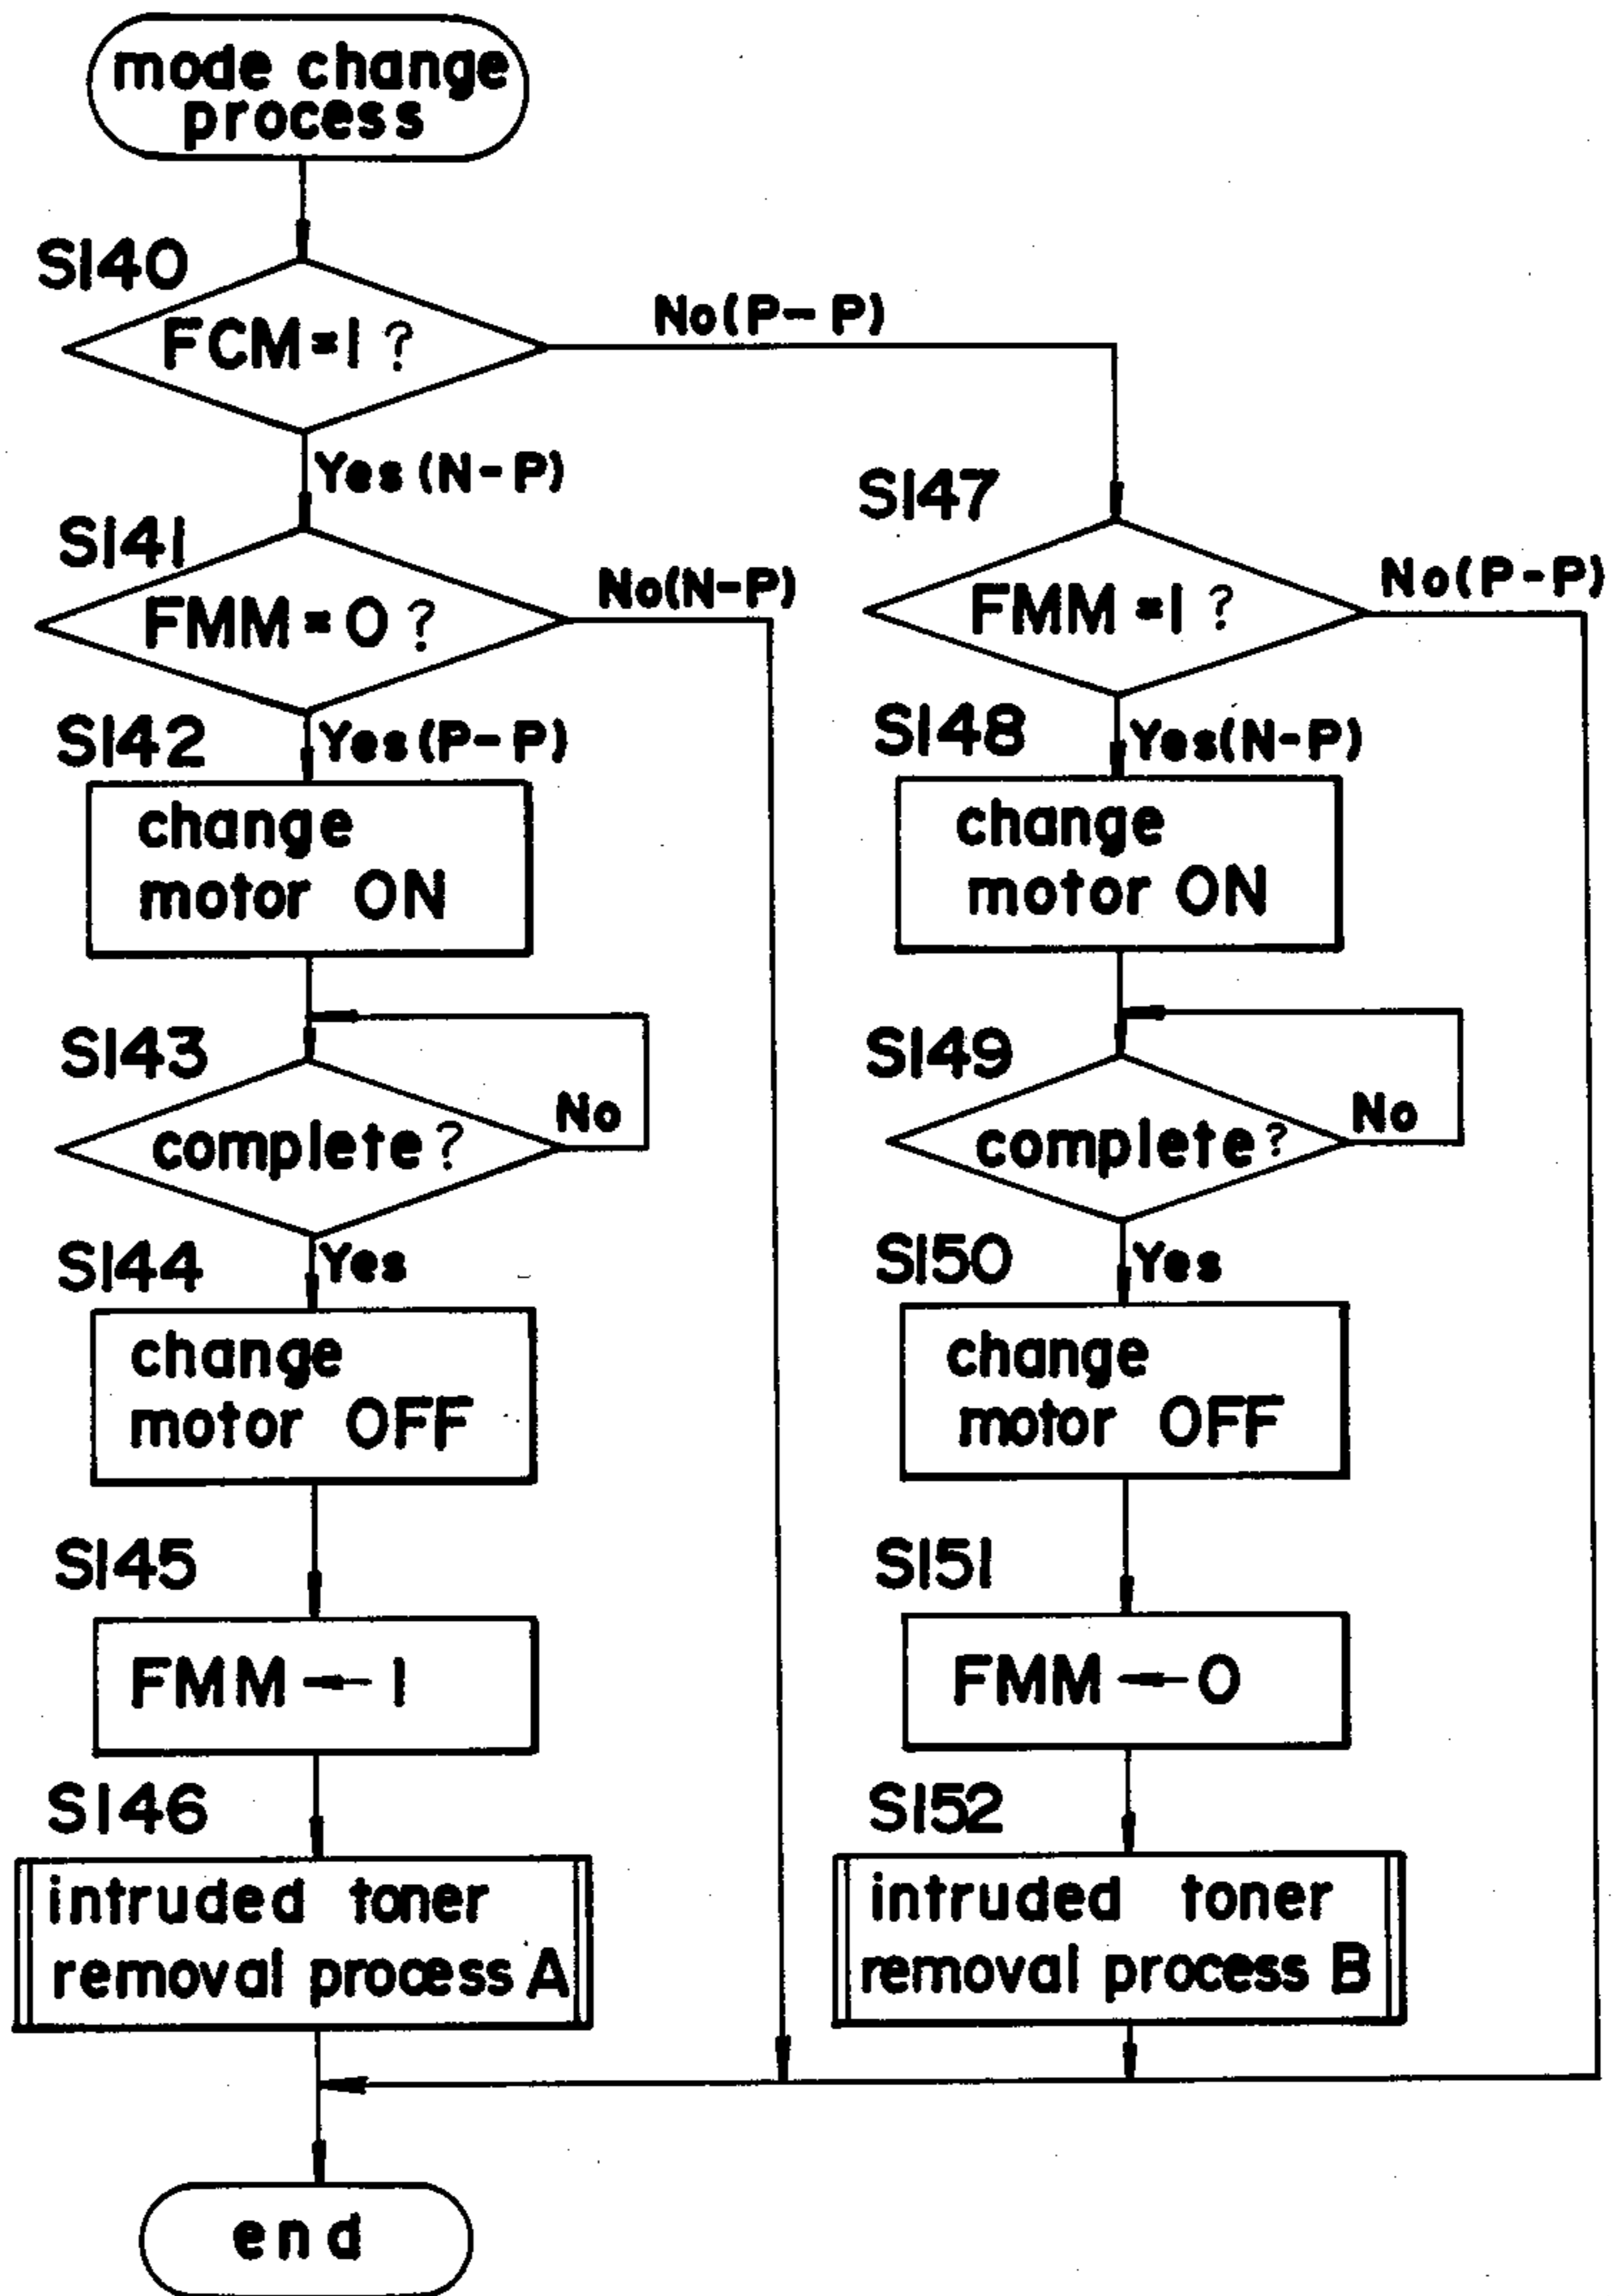 mode change
process
S140
FCM=1?
No(P-P)
Yes(N-P)
S141
FMM=0?
No(N-P)
Yes(P-P)
S142
change
motor ON
S143
complete?
No
Yes
S144
change
motor OFF
S145
FMM←1
S146
intruded toner
removal process A
S147
FMM=1?
No(P-P)
Yes(N-P)
S148
change
motor ON
S149
complete?
No
Yes
S150
change
motor OFF
S151
FMM←0
S152
intruded toner
removal process B
end